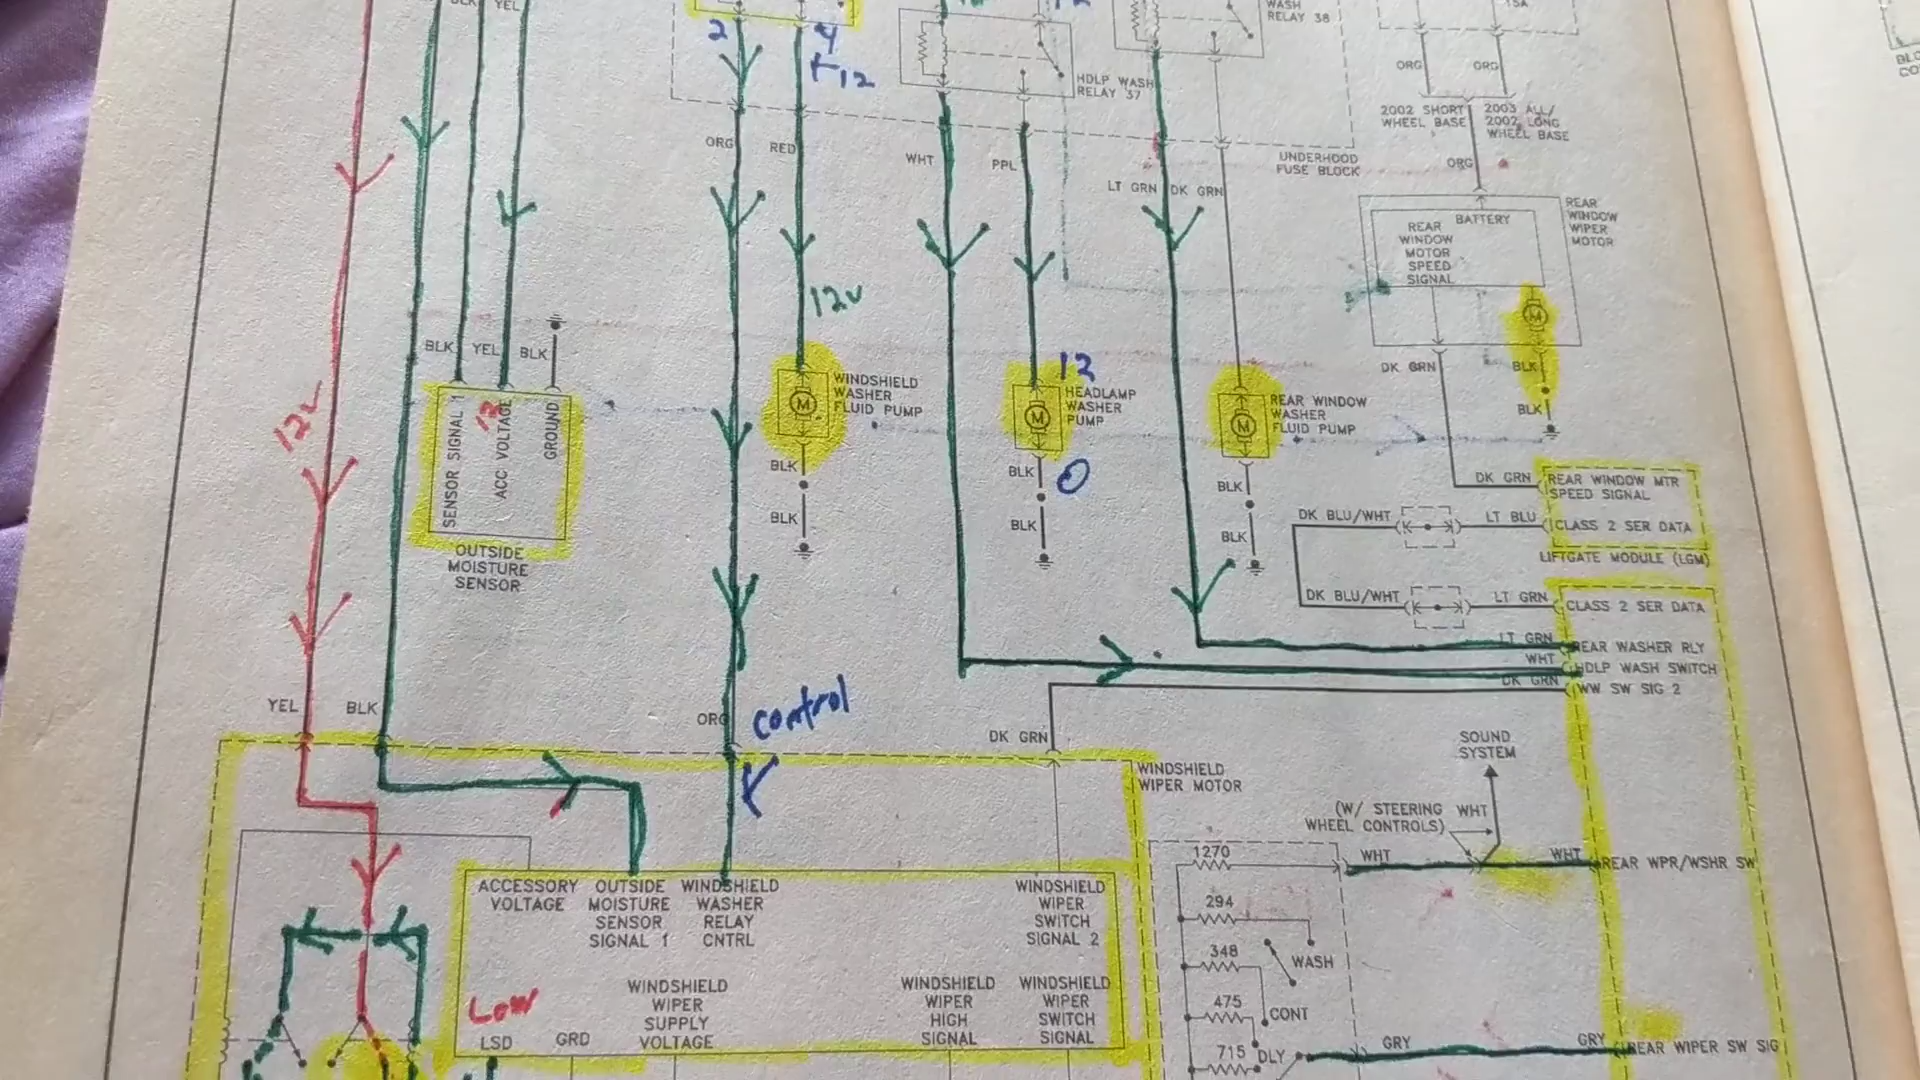 BLK
YEL
2
4
12
12
WASH
RELAY 38
15A
HDLP WASH
RELAY 37
12
ORG
ORG
2002 SHORT
WHEEL BASE
2003 ALL/
2002 LONG
WHEEL BASE
ORG
RED
WHT
PPL
UNDERHOOD
FUSE BLOCK
ORG
LT GRN
DK GRN
BATTERY
REAR
WINDOW
MOTOR
SPEED
SIGNAL
REAR
WINDOW
WIPER
MOTOR
M
12v
BLK
YEL
BLK
DK GRN
BLK
BLK
12v
SENSOR SIGNAL 1
12
ACC VOLTAGE
GROUND
OUTSIDE
MOISTURE
SENSOR
M
WINDSHIELD
WASHER
FLUID PUMP
BLK
BLK
12
M
HEADLAMP
WASHER
PUMP
BLK
0
BLK
M
REAR WINDOW
WASHER
FLUID PUMP
BLK
BLK
DK GRN
REAR WINDOW MTR
SPEED SIGNAL
DK BLU/WHT
LT BLU
CLASS 2 SER DATA
LIFTGATE MODULE (LGM)
DK BLU/WHT
LT GRN
CLASS 2 SER DATA
LT GRN
REAR WASHER RLY
WHT
HDLP WASH SWITCH
DK GRN
WW SW SIG 2
YEL
BLK
ORG
control
DK GRN
WINDSHIELD
WIPER MOTOR
SOUND
SYSTEM
(W/ STEERING
WHEEL CONTROLS)
WHT
1270
WHT
WHT
REAR WPR/WSHR SW
ACCESSORY
VOLTAGE
OUTSIDE
MOISTURE
SENSOR
SIGNAL 1
WINDSHIELD
WASHER
RELAY
CNTRL
WINDSHIELD
WIPER
SWITCH
SIGNAL 2
294
348
WASH
475
CONT
715
DLY
GRY
GRY
REAR WIPER SW SIG
Low
LSD
GRD
WINDSHIELD
WIPER
SUPPLY
VOLTAGE
WINDSHIELD
WIPER
HIGH
SIGNAL
WINDSHIELD
WIPER
SWITCH
SIGNAL